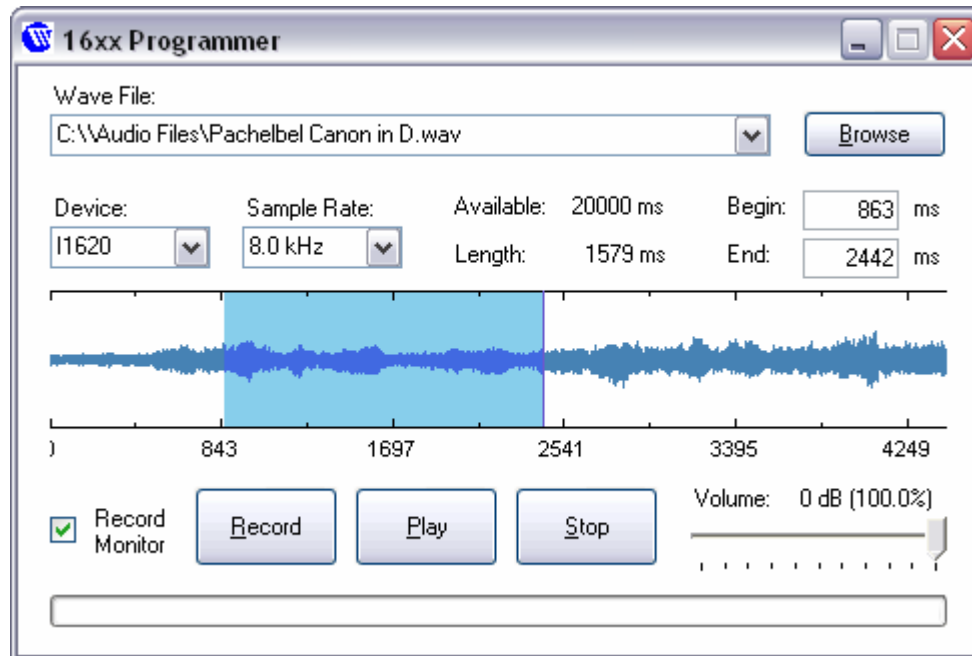 16xx Programmer
Wave File:
C:\\Audio Files\Pachelbel Canon in D.wav
Browse
Device:
Sample Rate:
Available: 20000 ms
Begin: 863 ms
I1620
8.0 kHz
Length: 1579 ms
End: 2442 ms
0 843 1697 2541 3395 4249
Record Monitor
Record
Play
Stop
Volume: 0 dB (100.0%)